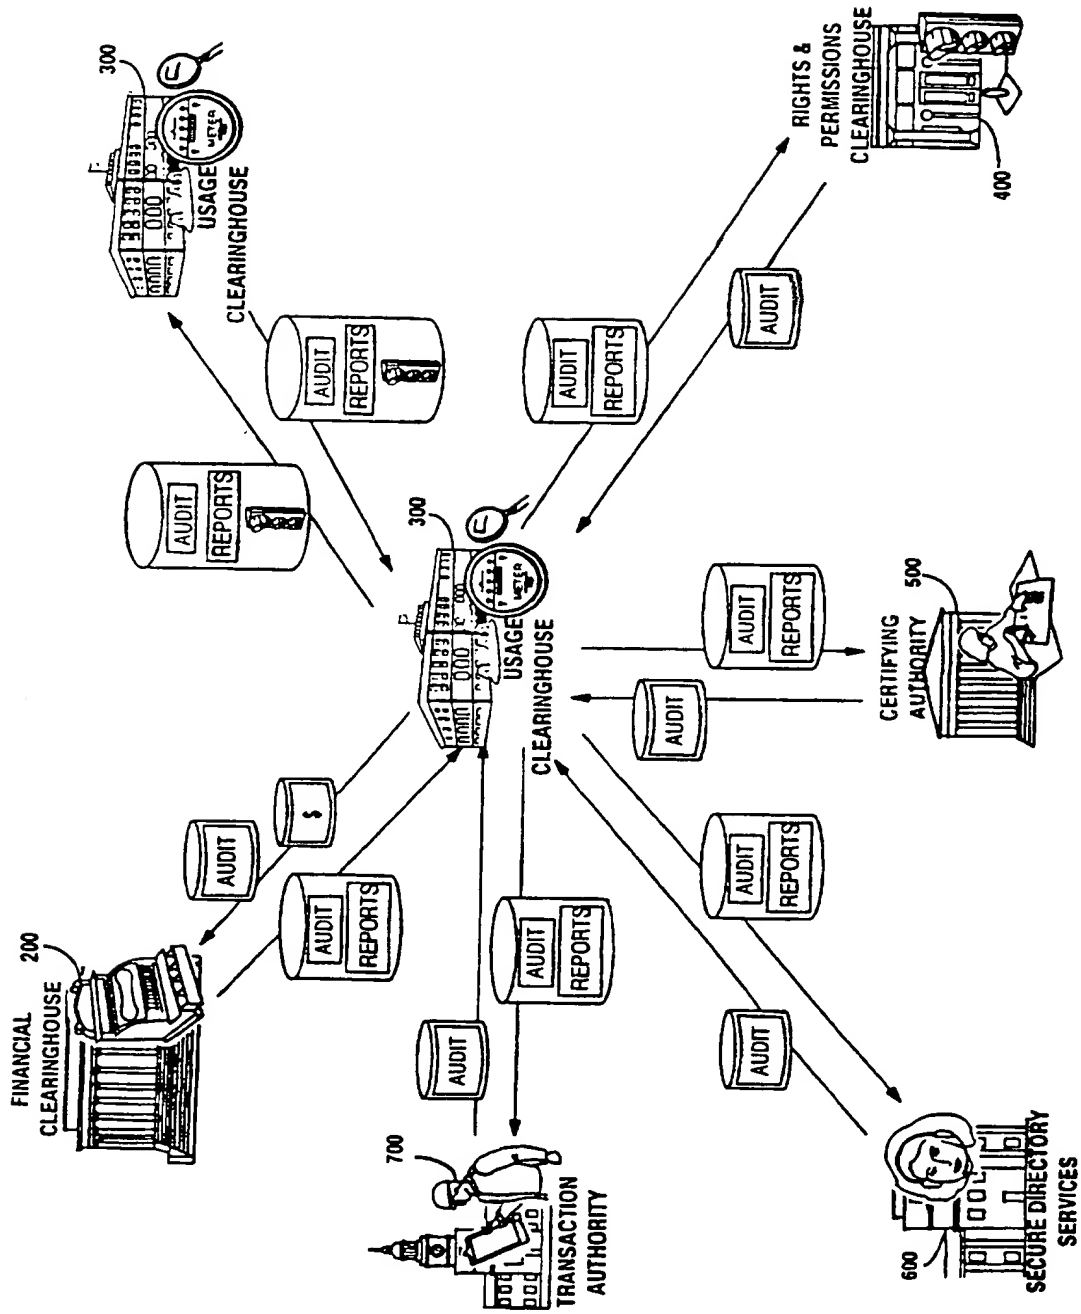 FINANCIAL
CLEARINGHOUSE
200
AUDIT
$
AUDIT
REPORTS
AUDIT
REPORTS
AUDIT
REPORTS
300
METER
USAGE
CLEARINGHOUSE
700
TRANSACTION
AUTHORITY
AUDIT
AUDIT
REPORTS
300
METER
USAGE
CLEARINGHOUSE
AUDIT
REPORTS
AUDIT
RIGHTS &
PERMISSIONS
CLEARINGHOUSE
400
600
SECURE DIRECTORY
SERVICES
AUDIT
AUDIT
REPORTS
AUDIT
AUDIT
REPORTS
CERTIFYING
AUTHORITY
500